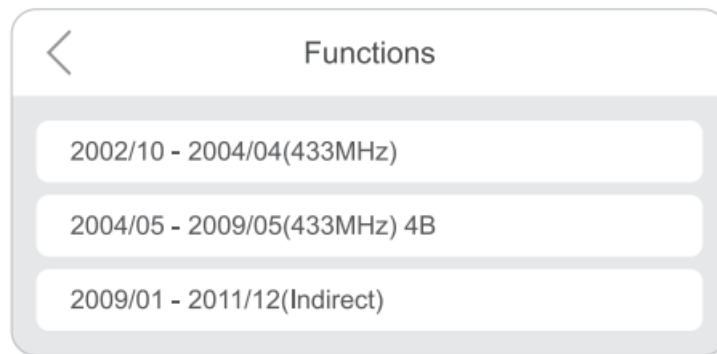 Functions
2002/10 - 2004/04(433MHz)
2004/05 - 2009/05(433MHz) 4B
2009/01 - 2011/12(Indirect)